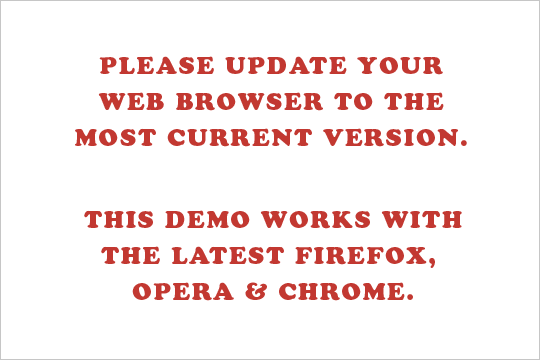 PLEASE UPDATE YOUR
WEB BROWSER TO THE
MOST CURRENT VERSION.
THIS DEMO WORKS WITH
THE LATEST FIREFOX,
OPERA & CHROME.